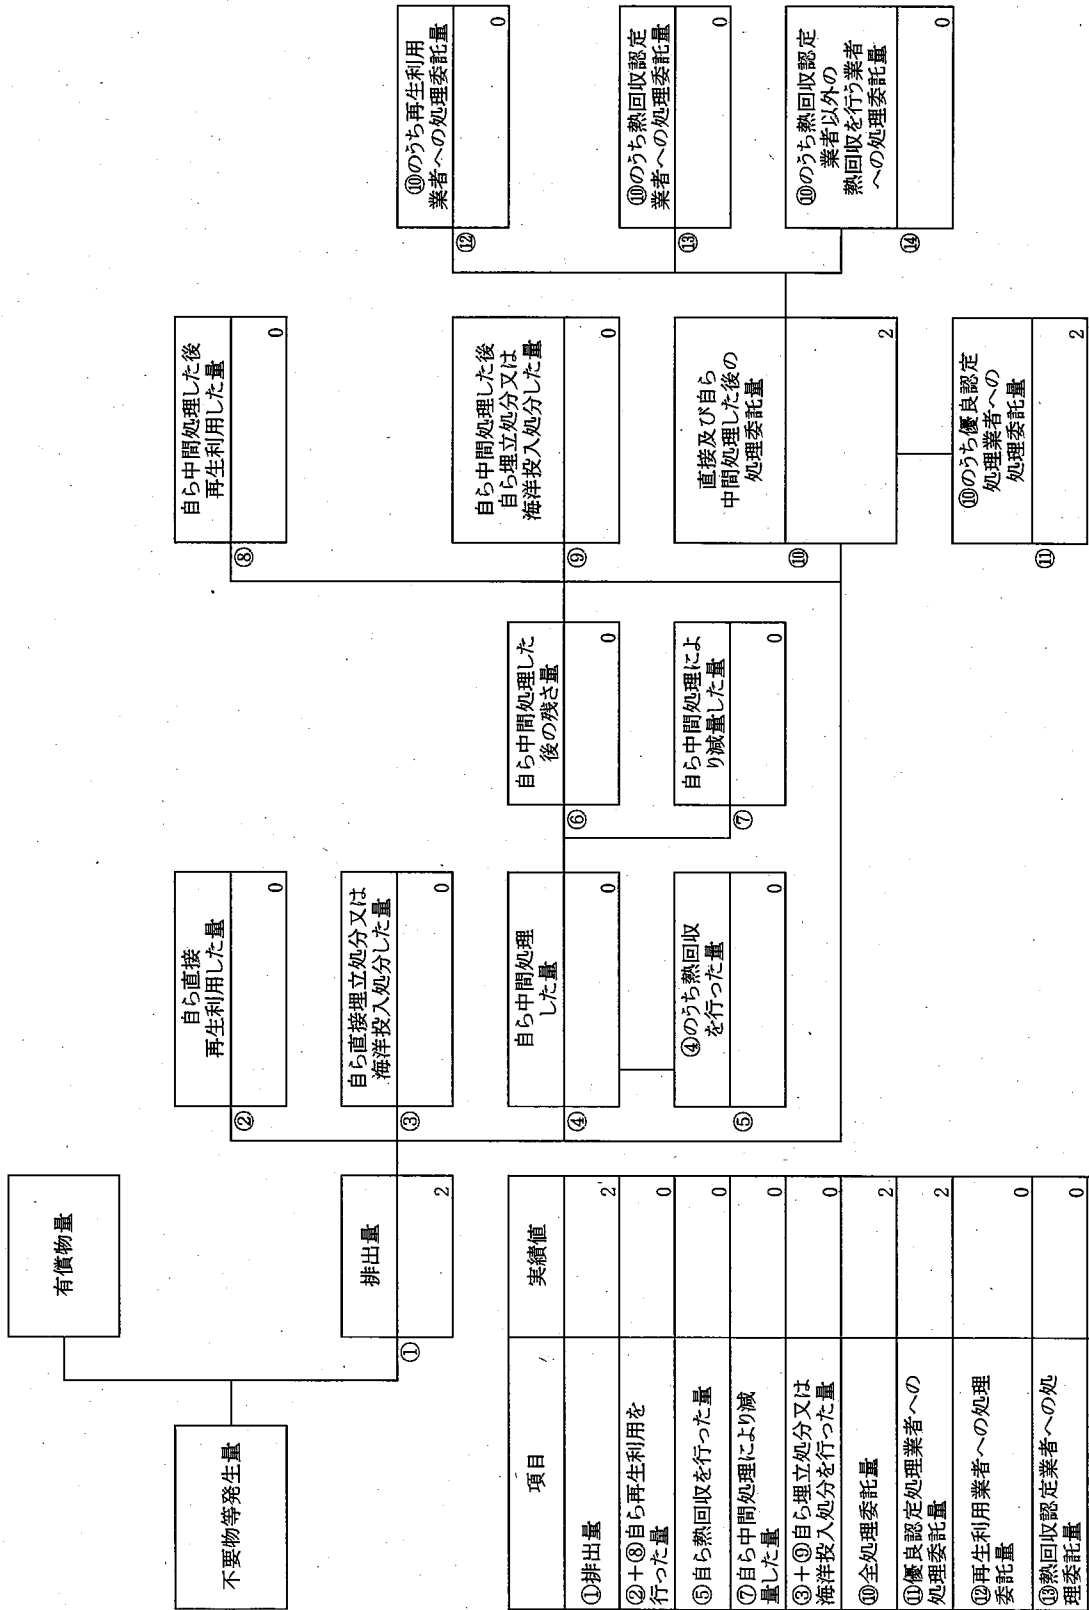 不要物等発生量
有償物量
①
排出量
2
②
自ら直接
再生利用した量
0
③
自ら直接埋立処分又は
海洋投入処分した量
0
④
自ら中間処理
した量
0
⑤
④のうち熱回収
を行った量
0
⑥
自ら中間処理した
後の残さ量
0
⑦
自ら中間処理によ
り減量した量
0
⑧
自ら中間処理した後
再生利用した量
0
⑨
自ら中間処理した後
自ら埋立処分又は
海洋投入処分した量
0
⑩
直接及び自ら
中間処理した後の
処理委託量
2
⑪
⑩のうち優良認定
処理業者への
処理委託量
2
⑫
⑩のうち再生利用
業者への処理委託量
0
⑬
⑩のうち熱回収認定
業者への処理委託量
0
⑭
⑩のうち熱回収認定
業者以外の
熱回収を行う業者
への処理委託量
0
項目 実績値
①排出量 2
②+⑧自ら再生利用を
行った量 0
⑤自ら熱回収を行った量 0
⑦自ら中間処理により減
量した量 0
③+⑨自ら埋立処分又は
海洋投入処分を行った量 0
⑩全処理委託量 2
⑪優良認定処理業者への
処理委託量 2
⑫再生利用業者への処理
委託量 0
⑬熱回収認定業者への処
理委託量 0